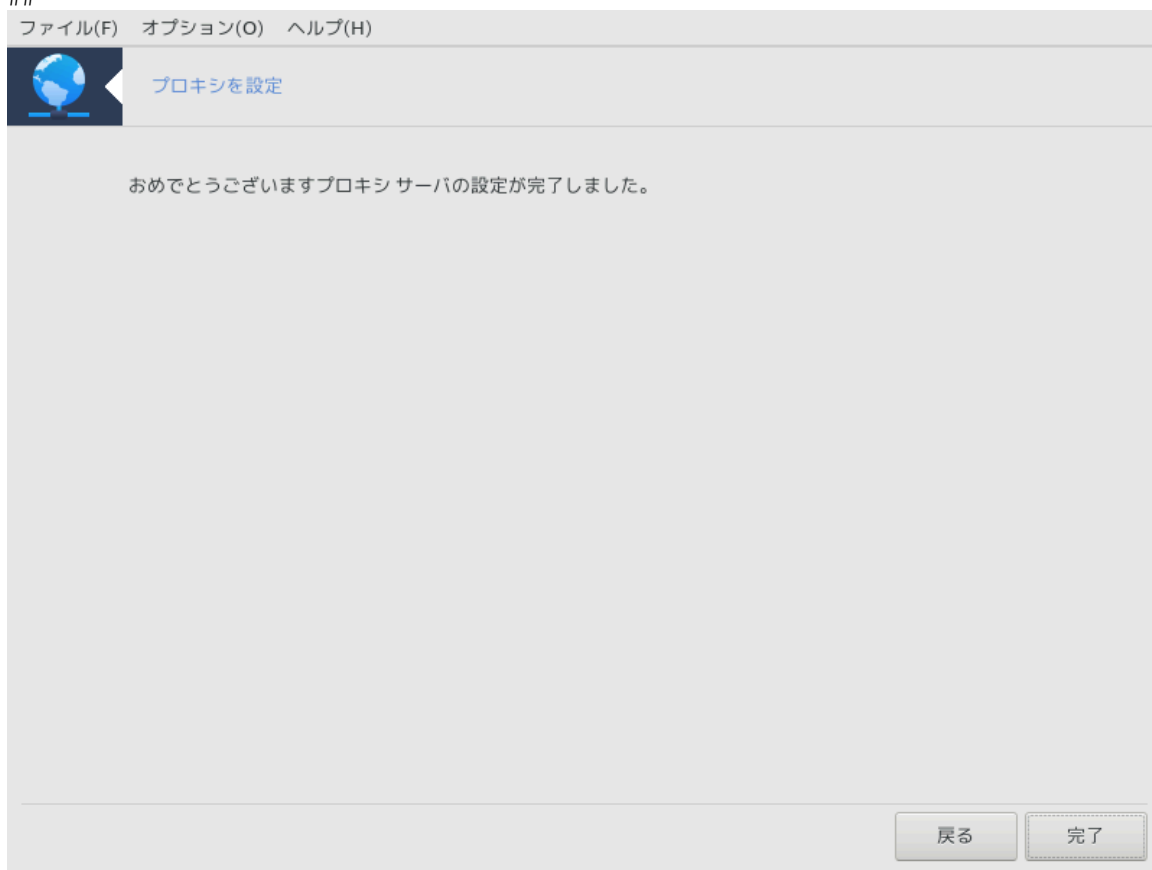 ファイル(F) オプション(O) ヘルプ(H)
プロキシを設定
おめでとうございますプロキシ サーバの設定が完了しました。
戻る 完了